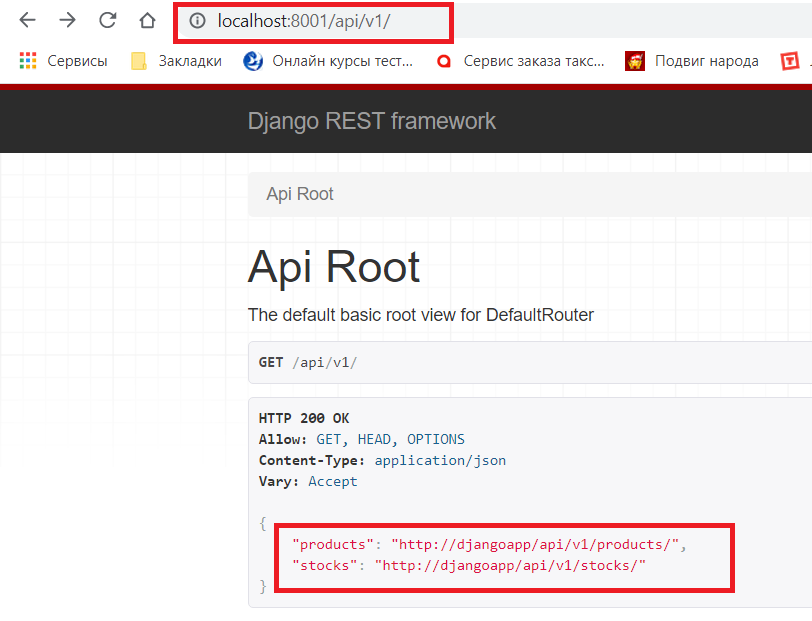 localhost:8001/api/v1/
Сервисы Закладки Онлайн курсы тест... Сервис заказа такс... Подвиг народа
Django REST framework
Api Root
Api Root
The default basic root view for DefaultRouter
GET /api/v1/
HTTP 200 OK
Allow: GET, HEAD, OPTIONS
Content-Type: application/json
Vary: Accept
{
"products": "http://djangoapp/api/v1/products/",
"stocks": "http://djangoapp/api/v1/stocks/"
}